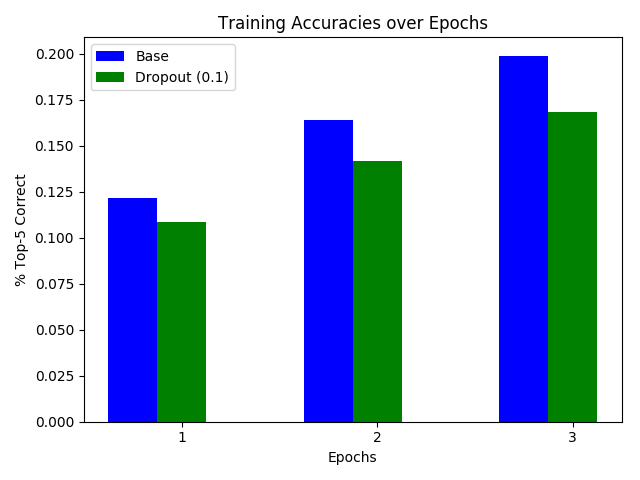 Training Accuracies over Epochs
Base
Dropout (0.1)
% Top-5 Correct
0.200
0.175
0.150
0.125
0.100
0.075
0.050
0.025
0.000
1 2 3
Epochs